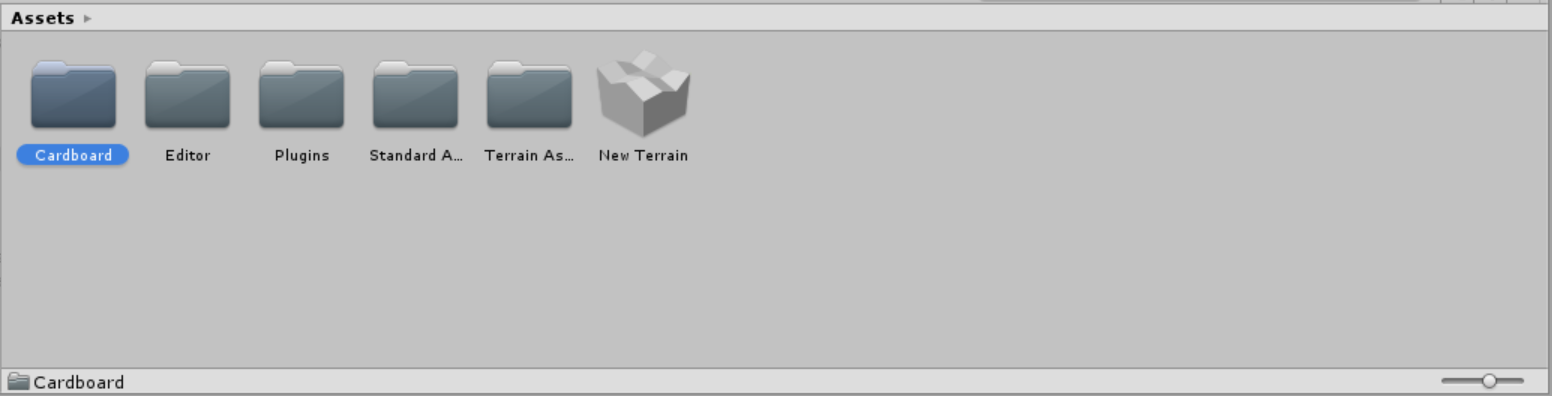 Assets
Cardboard
Editor
Plugins
Standard A...
Terrain As...
New Terrain
Cardboard